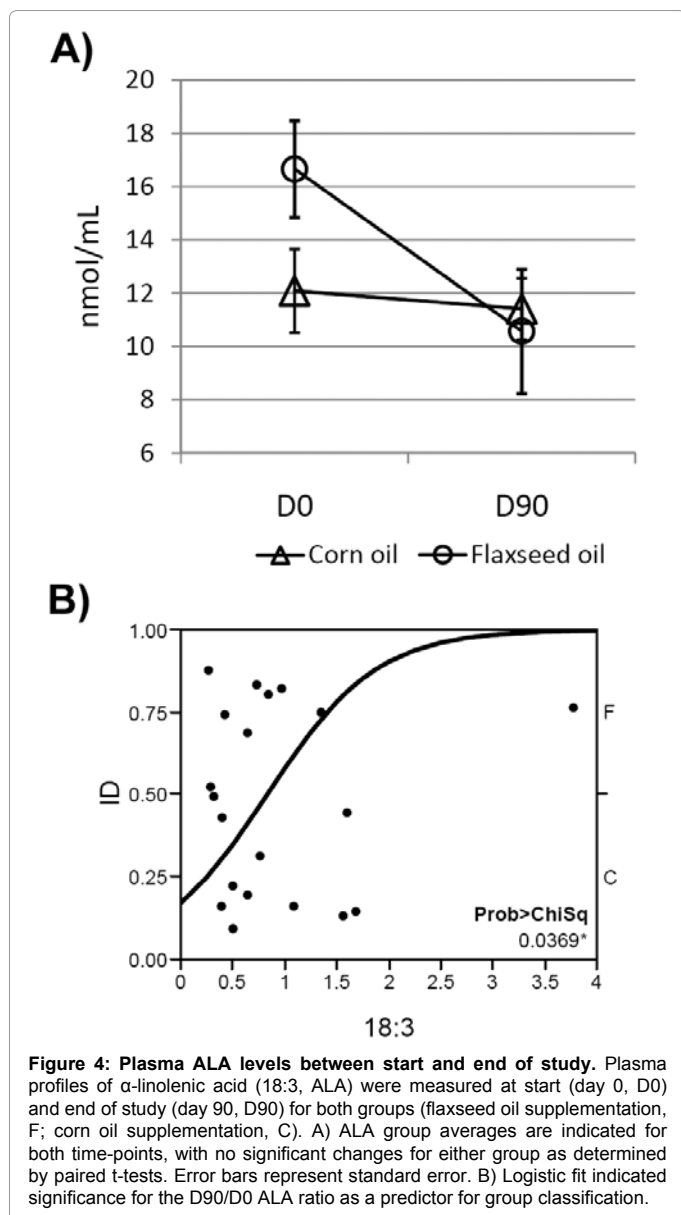 A)
20
18
16
14
12
10
8
6
nmol/mL
D0 D90
Corn oil Flaxseed oil
B)
1.00
0.75
0.50
0.25
0.00
ID
F
C
Prob>ChiSq
0.0369*
0 0.5 1 1.5 2 2.5 3 3.5 4
18:3
Figure 4: Plasma ALA levels between start and end of study. Plasma
profiles of α-linolenic acid (18:3, ALA) were measured at start (day 0, D0)
and end of study (day 90, D90) for both groups (flaxseed oil supplementation,
F; corn oil supplementation, C). A) ALA group averages are indicated for
both time-points, with no significant changes for either group as determined
by paired t-tests. Error bars represent standard error. B) Logistic fit indicated
significance for the D90/D0 ALA ratio as a predictor for group classification.